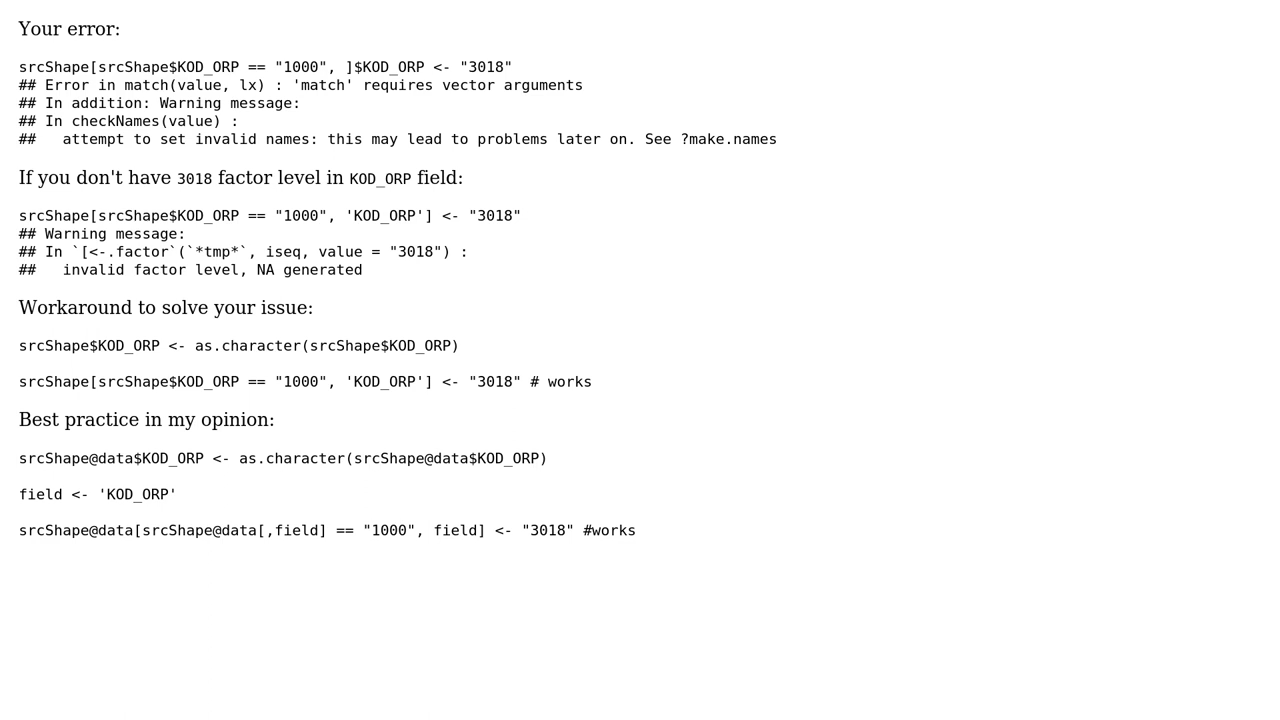 Your error:
srcShape[srcShape$KOD_ORP == "1000", ]$KOD_ORP <- "3018"
## Error in match(value, lx) : 'match' requires vector arguments
## In addition: Warning message:
## In checkNames(value) :
##   attempt to set invalid names: this may lead to problems later on. See ?make.names
If you don't have 3018 factor level in KOD_ORP field:
srcShape[srcShape$KOD_ORP == "1000", 'KOD_ORP'] <- "3018"
## Warning message:
## In `[<-.factor`(`*tmp*`, iseq, value = "3018") :
##   invalid factor level, NA generated
Workaround to solve your issue:
srcShape$KOD_ORP <- as.character(srcShape$KOD_ORP)
srcShape[srcShape$KOD_ORP == "1000", 'KOD_ORP'] <- "3018" # works
Best practice in my opinion:
srcShape@data$KOD_ORP <- as.character(srcShape@data$KOD_ORP)
field <- 'KOD_ORP'
srcShape@data[srcShape@data[,field] == "1000", field] <- "3018" #works